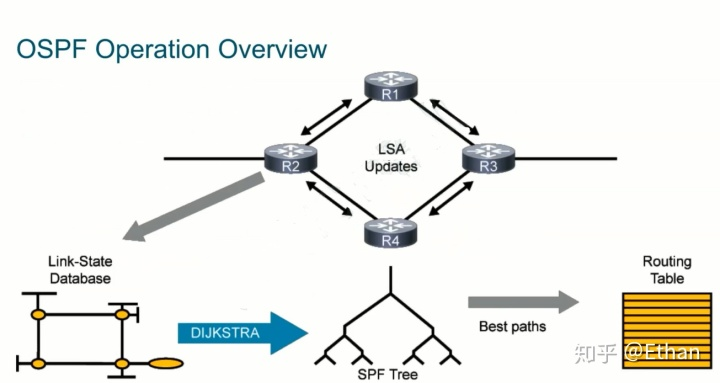 OSPF Operation Overview
R1
LSA
Updates
R2
R3
R4
Link-State
Database
Routing
Table
DIJKSTRA
Best paths
SPF Tree
知乎 @Ethan